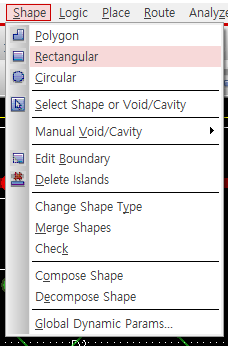 Shape Logic Place Route Analyze
Polygon
Rectangular
Circular
Select Shape or Void/Cavity
Manual Void/Cavity
Edit Boundary
Delete Islands
Change Shape Type
Merge Shapes
Check
Compose Shape
Decompose Shape
Global Dynamic Params...